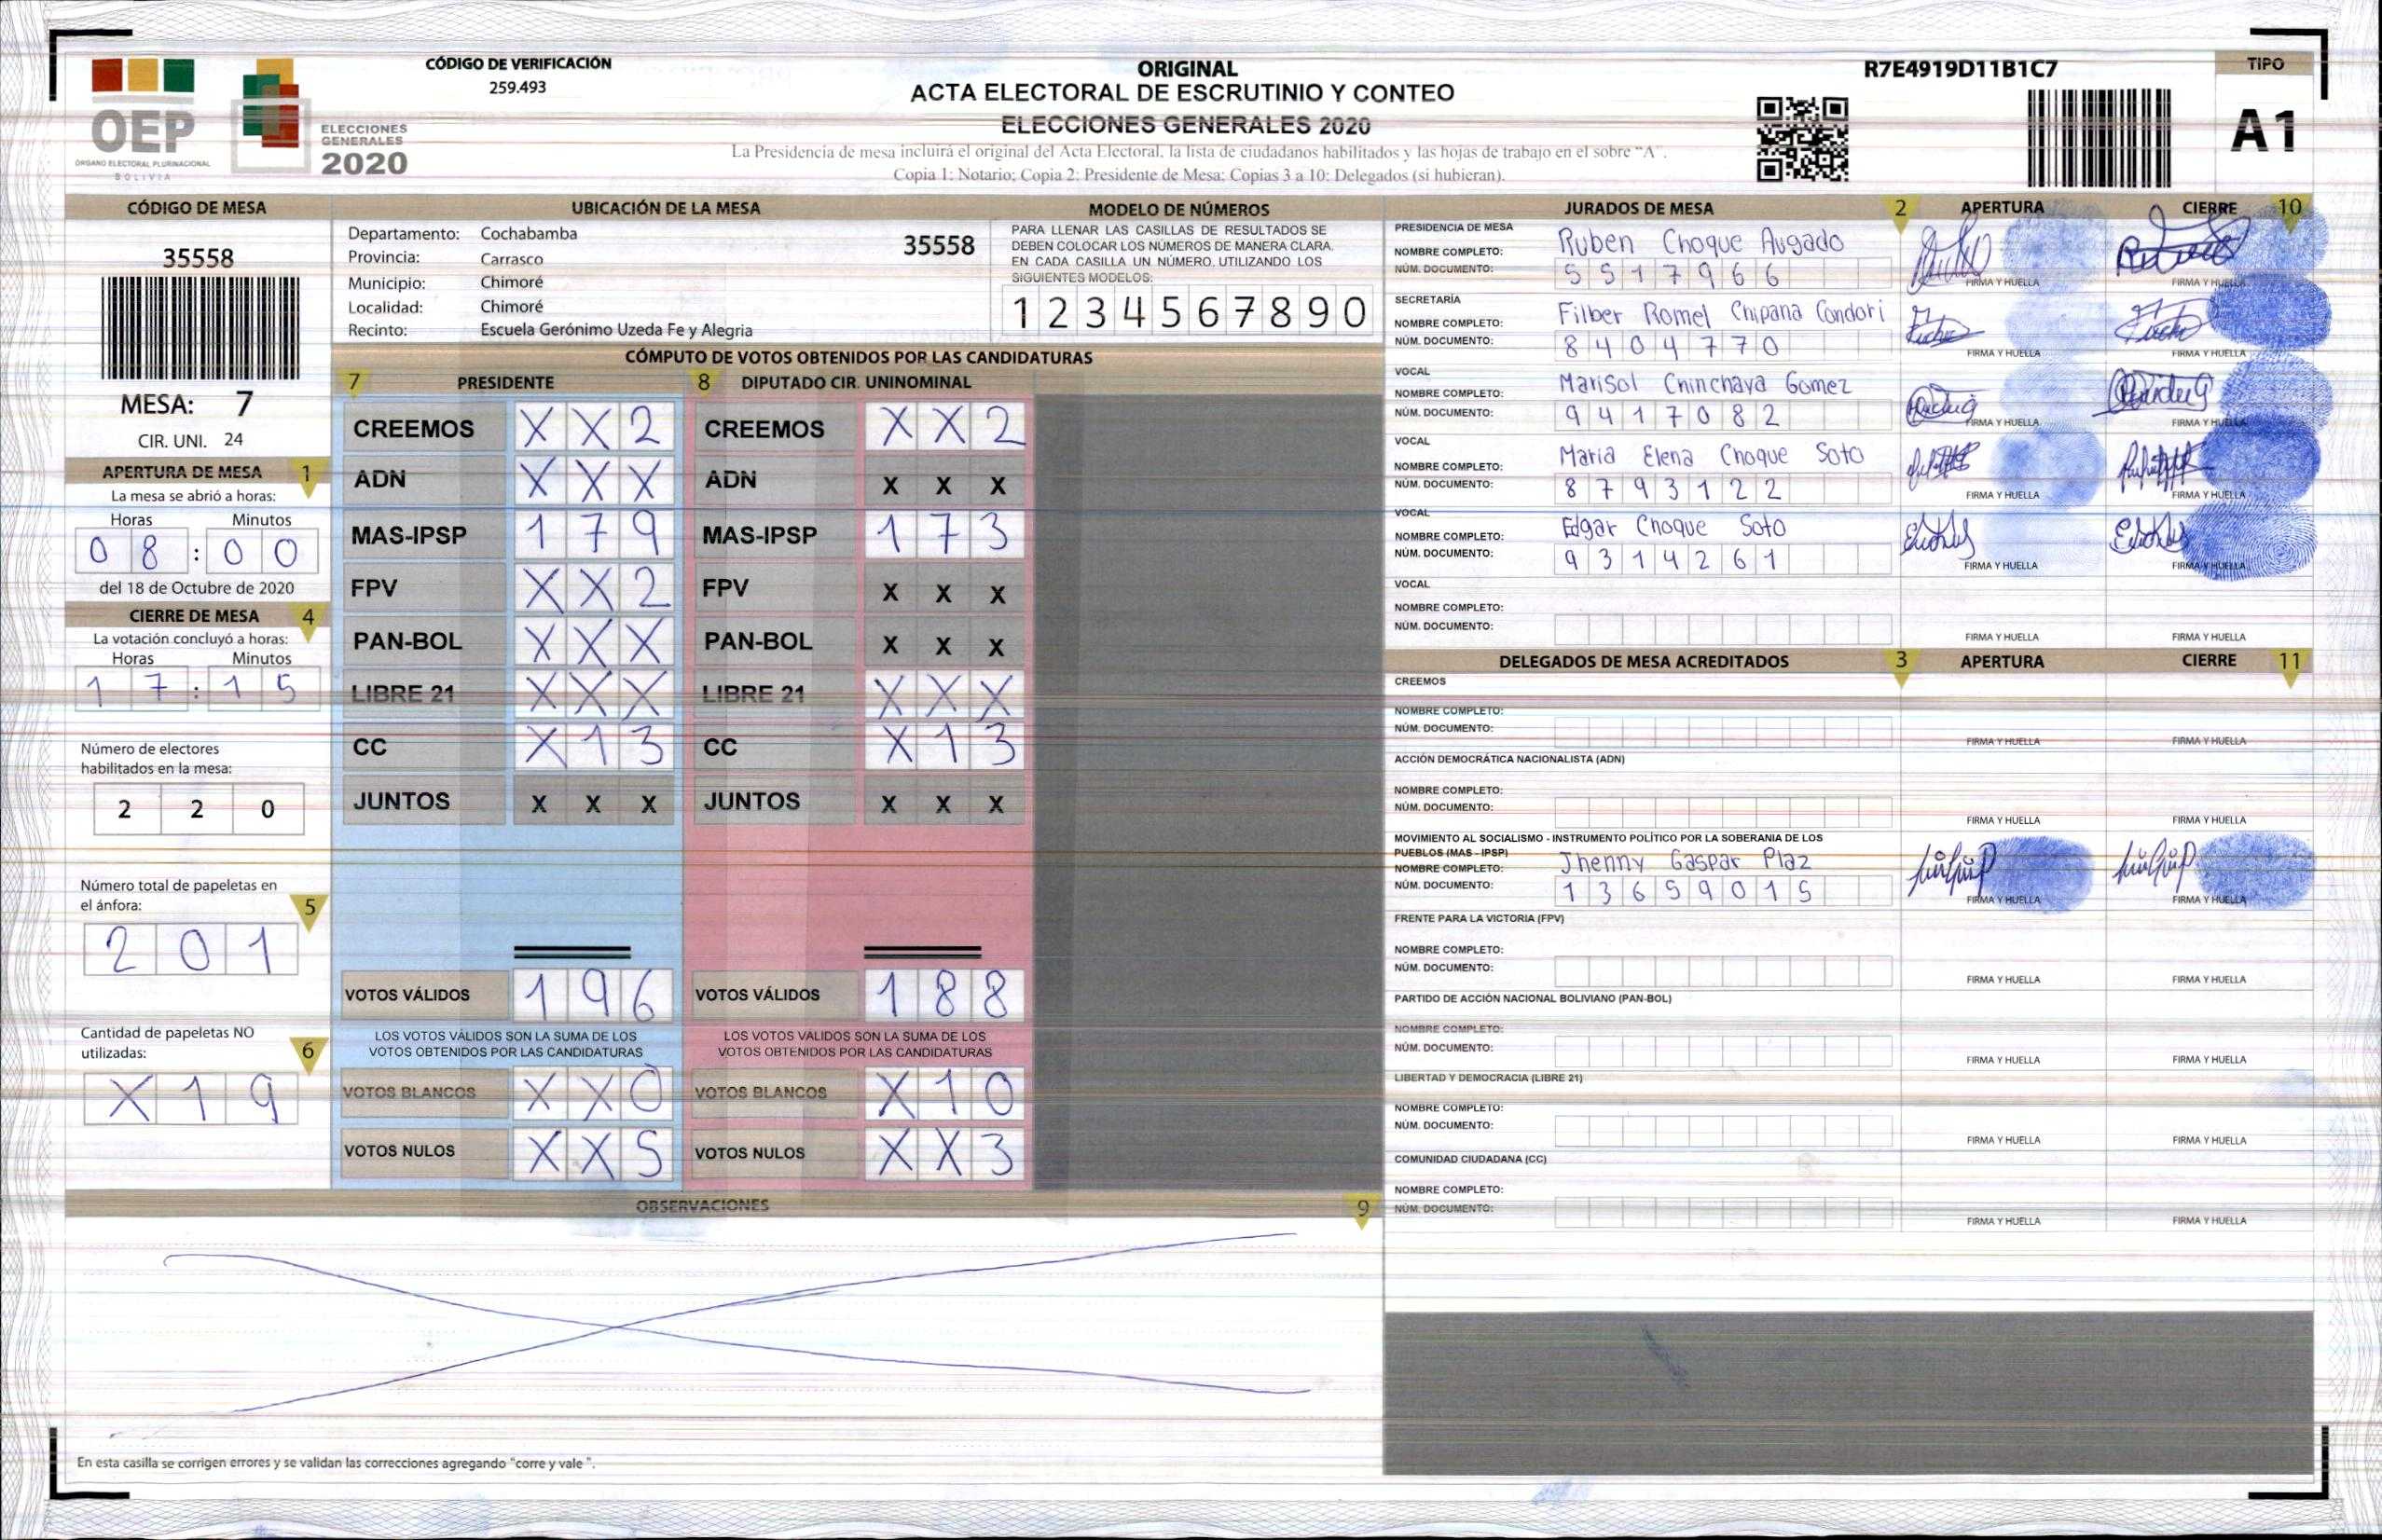 CÓDIGO DE VERIFICACIÓN
259.493
ORIGINAL
ACTA ELECTORAL DE ESCRUTINIO Y CONTEO
ELECCIONES GENERALES 2020
La Presidencia de mesa incluirá el original del Acta Electoral, la lista de ciudadanos habilitados y las hojas de trabajo en el sobre "A".
Copia 1: Notario; Copia 2: Presidente de Mesa; Copias 3 a 10: Delegados (si hubieran).
R7E4919D11B1C7
TIPO
A1
OEP
ÓRGANO ELECTORAL PLURINACIONAL
BOLIVIA
ELECCIONES
GENERALES
2020
CÓDIGO DE MESA
35558
MESA: 7
CIR. UNI. 24
APERTURA DE MESA 1
La mesa se abrió a horas:
Horas Minutos
0 8 : 0 0
del 18 de Octubre de 2020
CIERRE DE MESA 4
La votación concluyó a horas:
Horas Minutos
1 7 : 1 5
Número de electores
habilitados en la mesa:
2 2 0
Número total de papeletas en
el ánfora: 5
2 0 1
Cantidad de papeletas NO
utilizadas: 6
X 1 9
UBICACIÓN DE LA MESA
Departamento: Cochabamba
35558
Provincia: Carrasco
Municipio: Chimoré
Localidad: Chimoré
Recinto: Escuela Gerónimo Uzeda Fe y Alegria
MODELO DE NÚMEROS
PARA LLENAR LAS CASILLAS DE RESULTADOS SE
DEBEN COLOCAR LOS NÚMEROS DE MANERA CLARA.
EN CADA CASILLA UN NÚMERO, UTILIZANDO LOS
SIGUIENTES MODELOS:
1 2 3 4 5 6 7 8 9 0
CÓMPUTO DE VOTOS OBTENIDOS POR LAS CANDIDATURAS
7 PRESIDENTE 8 DIPUTADO CIR. UNINOMINAL
CREEMOS X X 2 CREEMOS X X 2
ADN X X X ADN X X X
MAS-IPSP 1 7 9 MAS-IPSP 1 7 3
FPV X X 2 FPV X X X
PAN-BOL X X X PAN-BOL X X X
LIBRE 21 X X X LIBRE 21 X X X
CC X 1 3 CC X 1 3
JUNTOS X X X JUNTOS X X X
VOTOS VÁLIDOS 1 9 6 VOTOS VÁLIDOS 1 8 8
LOS VOTOS VÁLIDOS SON LA SUMA DE LOS LOS VOTOS VALIDOS SON LA SUMA DE LOS
VOTOS OBTENIDOS POR LAS CANDIDATURAS VOTOS OBTENIDOS POR LAS CANDIDATURAS
VOTOS BLANCOS X X 0 VOTOS BLANCOS X 1 0
VOTOS NULOS X X 5 VOTOS NULOS X X 3
OBSERVACIONES 9
En esta casilla se corrigen errores y se validan las correcciones agregando "corre y vale ".
JURADOS DE MESA 2 APERTURA CIERRE 10
PRESIDENCIA DE MESA
NOMBRE COMPLETO: Ruben Choque Augado
NÚM. DOCUMENTO: 5 5 1 7 9 6 6
FIRMA Y HUELLA FIRMA Y HUELLA
SECRETARÍA
NOMBRE COMPLETO: Filber Romel Chipana Condori
NÚM. DOCUMENTO: 8 4 0 4 7 7 0
FIRMA Y HUELLA FIRMA Y HUELLA
VOCAL
NOMBRE COMPLETO: Marisol Chinchaya Gomez
NÚM. DOCUMENTO: 9 4 1 7 0 8 2
FIRMA Y HUELLA FIRMA Y HUELLA
VOCAL
NOMBRE COMPLETO: Maria Elena Choque Soto
NÚM. DOCUMENTO: 8 7 9 3 1 2 2
FIRMA Y HUELLA FIRMA Y HUELLA
VOCAL
NOMBRE COMPLETO: Edgar Choque Soto
NÚM. DOCUMENTO: 9 3 1 4 2 6 1
FIRMA Y HUELLA FIRMA Y HUELLA
VOCAL
NOMBRE COMPLETO:
NÚM. DOCUMENTO:
FIRMA Y HUELLA FIRMA Y HUELLA
DELEGADOS DE MESA ACREDITADOS 3 APERTURA CIERRE 11
CREEMOS
NOMBRE COMPLETO:
NÚM. DOCUMENTO:
FIRMA Y HUELLA FIRMA Y HUELLA
ACCIÓN DEMOCRÁTICA NACIONALISTA (ADN)
NOMBRE COMPLETO:
NÚM. DOCUMENTO:
FIRMA Y HUELLA FIRMA Y HUELLA
MOVIMIENTO AL SOCIALISMO - INSTRUMENTO POLÍTICO POR LA SOBERANIA DE LOS
PUEBLOS (MAS - IPSP)
NOMBRE COMPLETO: Jhenny Gaspar Plaz
NÚM. DOCUMENTO: 1 3 6 5 9 0 1 5
FIRMA Y HUELLA FIRMA Y HUELLA
FRENTE PARA LA VICTORIA (FPV)
NOMBRE COMPLETO:
NÚM. DOCUMENTO:
FIRMA Y HUELLA FIRMA Y HUELLA
PARTIDO DE ACCIÓN NACIONAL BOLIVIANO (PAN-BOL)
NOMBRE COMPLETO:
NÚM. DOCUMENTO:
FIRMA Y HUELLA FIRMA Y HUELLA
LIBERTAD Y DEMOCRACIA (LIBRE 21)
NOMBRE COMPLETO:
NÚM. DOCUMENTO:
FIRMA Y HUELLA FIRMA Y HUELLA
COMUNIDAD CIUDADANA (CC)
NOMBRE COMPLETO:
NÚM. DOCUMENTO:
FIRMA Y HUELLA FIRMA Y HUELLA